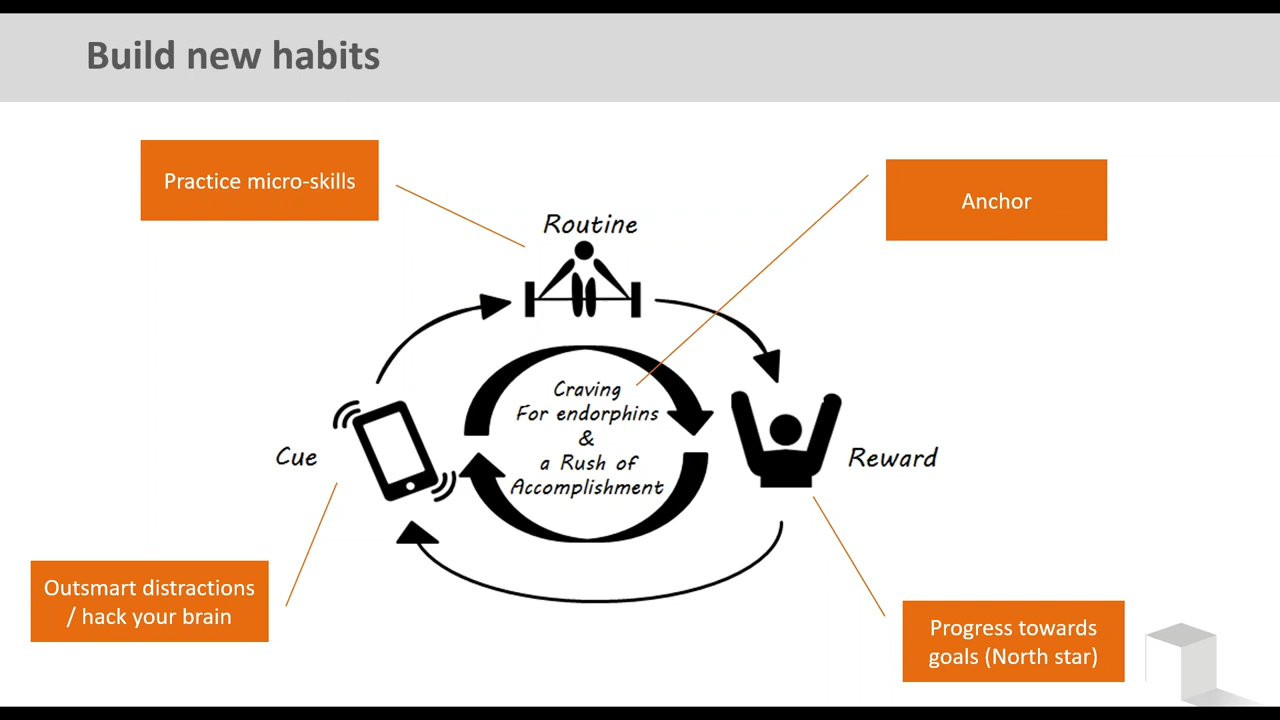 Build new habits
Practice micro-skills
Anchor
Routine
Craving
For endorphins
&
a Rush of
Accomplishment
Cue
Reward
Outsmart distractions
/ hack your brain
Progress towards
goals (North star)